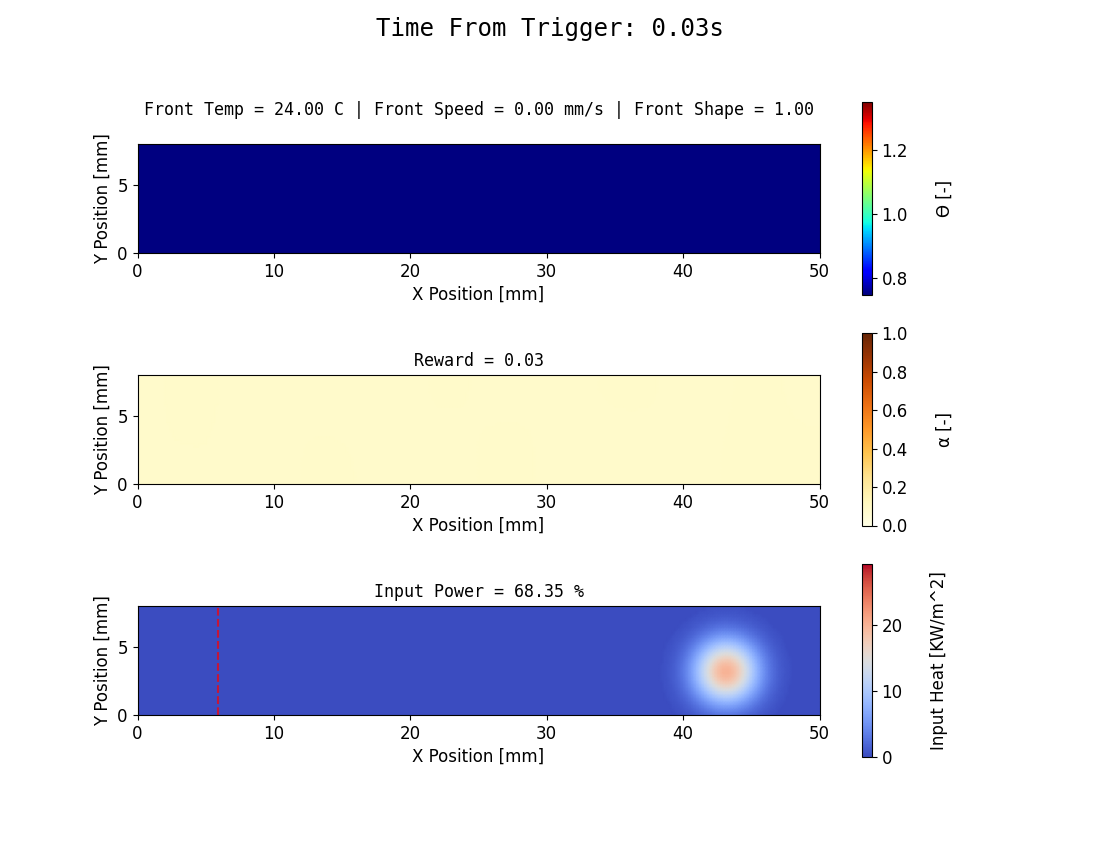 Time From Trigger: 0.03s
Front Temp = 24.00 C | Front Speed = 0.00 mm/s | Front Shape = 1.00
Y Position [mm]
5
0
0 10 20 30 40 50
X Position [mm]
1.2
1.0
0.8
Θ [-]
Reward = 0.03
Y Position [mm]
5
0
0 10 20 30 40 50
X Position [mm]
1.0
0.8
0.6
0.4
0.2
0.0
α [-]
Input Power = 68.35 %
Y Position [mm]
5
0
0 10 20 30 40 50
X Position [mm]
20
10
0
Input Heat [KW/m^2]